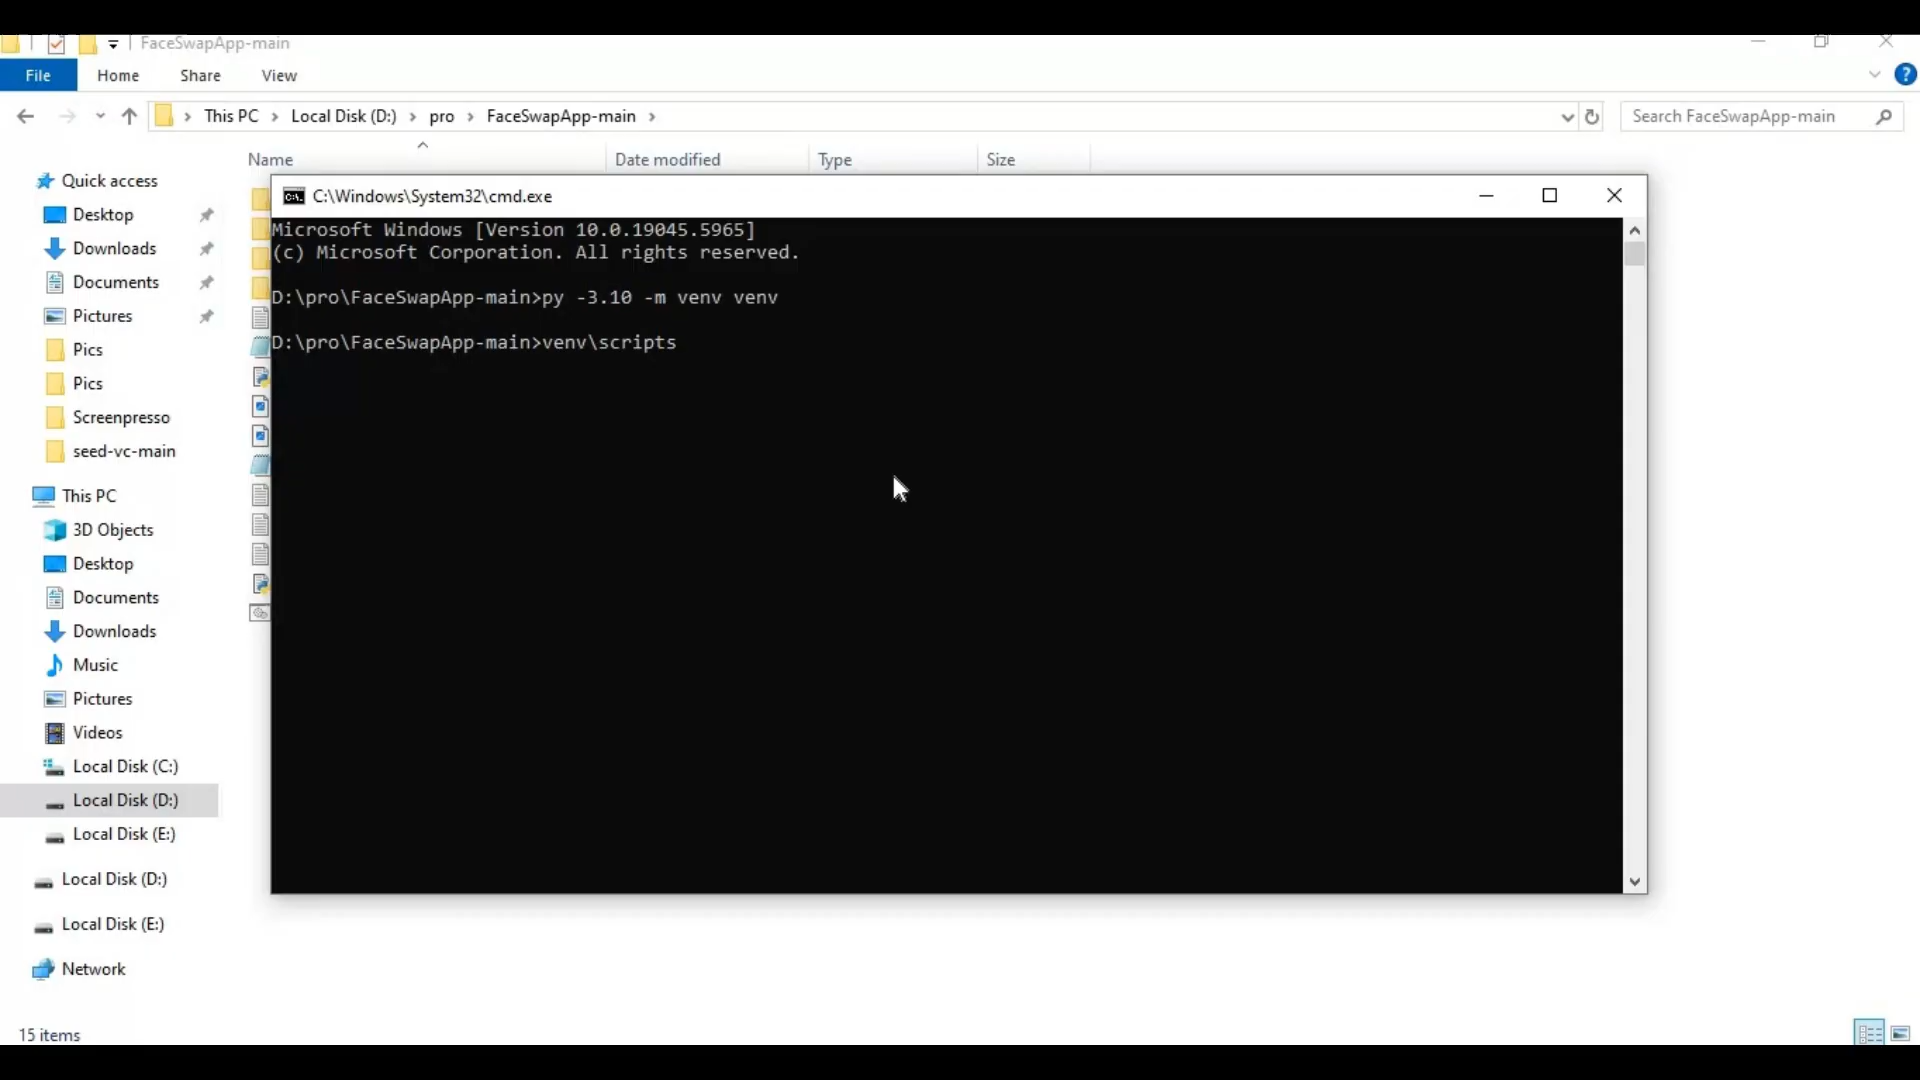 FaceSwapApp-main
File Home Share View
This PC Local Disk (D:) pro FaceSwapApp-main
Search FaceSwapApp-main
Name Date modified Type Size
Quick access
Desktop
Downloads
Documents
Pictures
Pics
Pics
Screenpresso
seed-vc-main
This PC
3D Objects
Desktop
Documents
Downloads
Music
Pictures
Videos
Local Disk (C:)
Local Disk (D:)
Local Disk (E:)
Local Disk (D:)
Local Disk (E:)
Network
15 items
C:\Windows\System32\cmd.exe
Microsoft Windows [Version 10.0.19045.5965]
(c) Microsoft Corporation. All rights reserved.
D:\pro\FaceSwapApp-main>py -3.10 -m venv venv
D:\pro\FaceSwapApp-main>venv\scripts